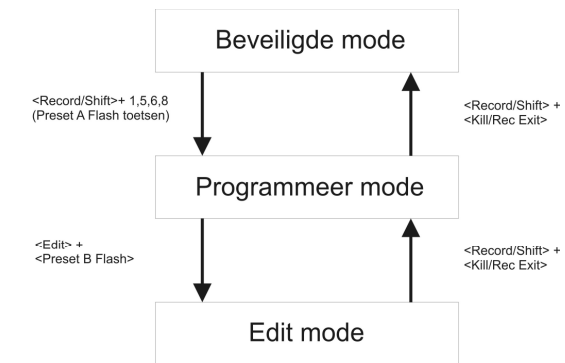 Beveiligde mode
<Record/Shift>+ 1,5,6,8
(Preset A Flash toetsen)
<Record/Shift> +
<Kill/Rec Exit>
Programmeer mode
<Edit> +
<Preset B Flash>
<Record/Shift> +
<Kill/Rec Exit>
Edit mode